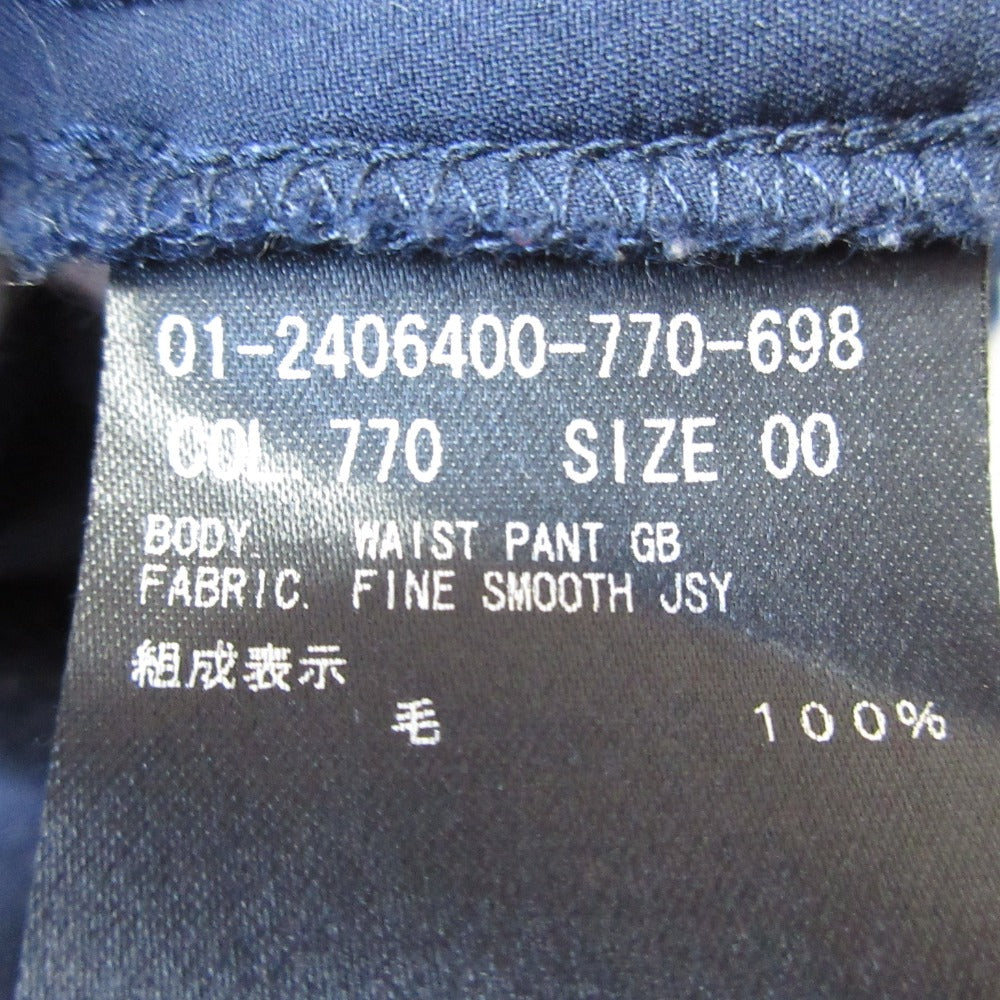 01-2406400-770-698
COL. 770 SIZE 00
BODY. WAIST PANT GB
FABRIC. FINE SMOOTH JSY
組成表示
毛 100%